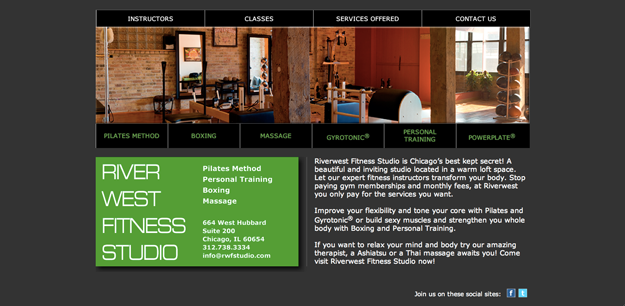 INSTRUCTORS
CLASSES
SERVICES OFFERED
CONTACT US
PILATES METHOD
BOXING
MASSAGE
GYROTONIC®
PERSONAL
TRAINING
POWERPLATE®
RIVER
WEST
FITNESS
STUDIO
Pilates Method
Personal Training
Boxing
Massage
664 West Hubbard
Suite 200
Chicago, IL 60654
312.738.3334
info@rwfstudio.com
Riverwest Fitness Studio is Chicago's best kept secret! A
beautiful and inviting studio located in a warm loft space.
Let our expert fitness instructors transform your body. Stop
paying gym memberships and monthly fees, at Riverwest
you only pay for the services you want.
Improve your flexibility and tone your core with Pilates and
Gyrotonic® or build sexy muscles and strengthen you whole
body with Boxing and Personal Training.
If you want to relax your mind and body try our amazing
therapist, a Ashiatsu or a Thai massage awaits you! Come
visit Riverwest Fitness Studio now!
Join us on these social sites: